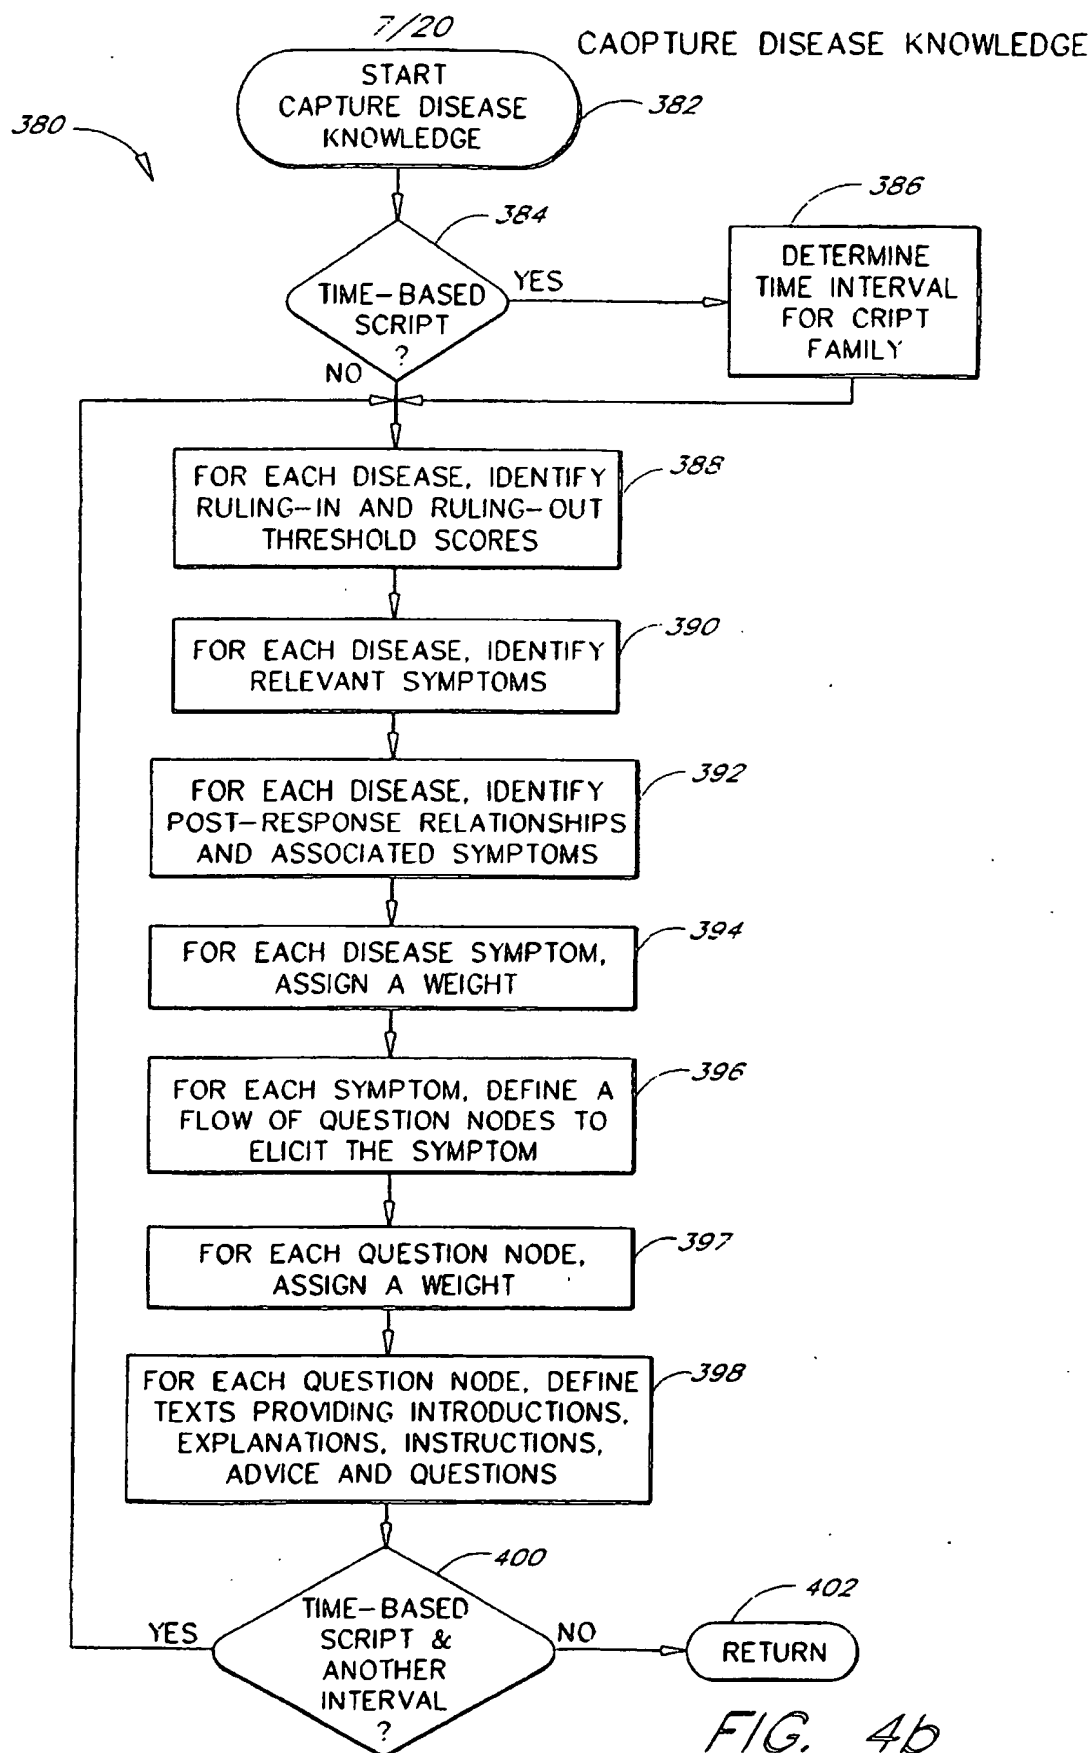 7/20
CAOPTURE DISEASE KNOWLEDGE
START
CAPTURE DISEASE
KNOWLEDGE
382
380
384
386
TIME-BASED
SCRIPT
?
YES
NO
DETERMINE
TIME INTERVAL
FOR CRIPT
FAMILY
FOR EACH DISEASE, IDENTIFY
RULING-IN AND RULING-OUT
THRESHOLD SCORES
388
FOR EACH DISEASE, IDENTIFY
RELEVANT SYMPTOMS
390
FOR EACH DISEASE, IDENTIFY
POST-RESPONSE RELATIONSHIPS
AND ASSOCIATED SYMPTOMS
392
FOR EACH DISEASE SYMPTOM,
ASSIGN A WEIGHT
394
FOR EACH SYMPTOM, DEFINE A
FLOW OF QUESTION NODES TO
ELICIT THE SYMPTOM
396
FOR EACH QUESTION NODE,
ASSIGN A WEIGHT
397
FOR EACH QUESTION NODE, DEFINE
TEXTS PROVIDING INTRODUCTIONS,
EXPLANATIONS, INSTRUCTIONS,
ADVICE AND QUESTIONS
398
400
TIME-BASED
SCRIPT &
ANOTHER
INTERVAL
?
YES
NO
402
RETURN
FIG. 4b